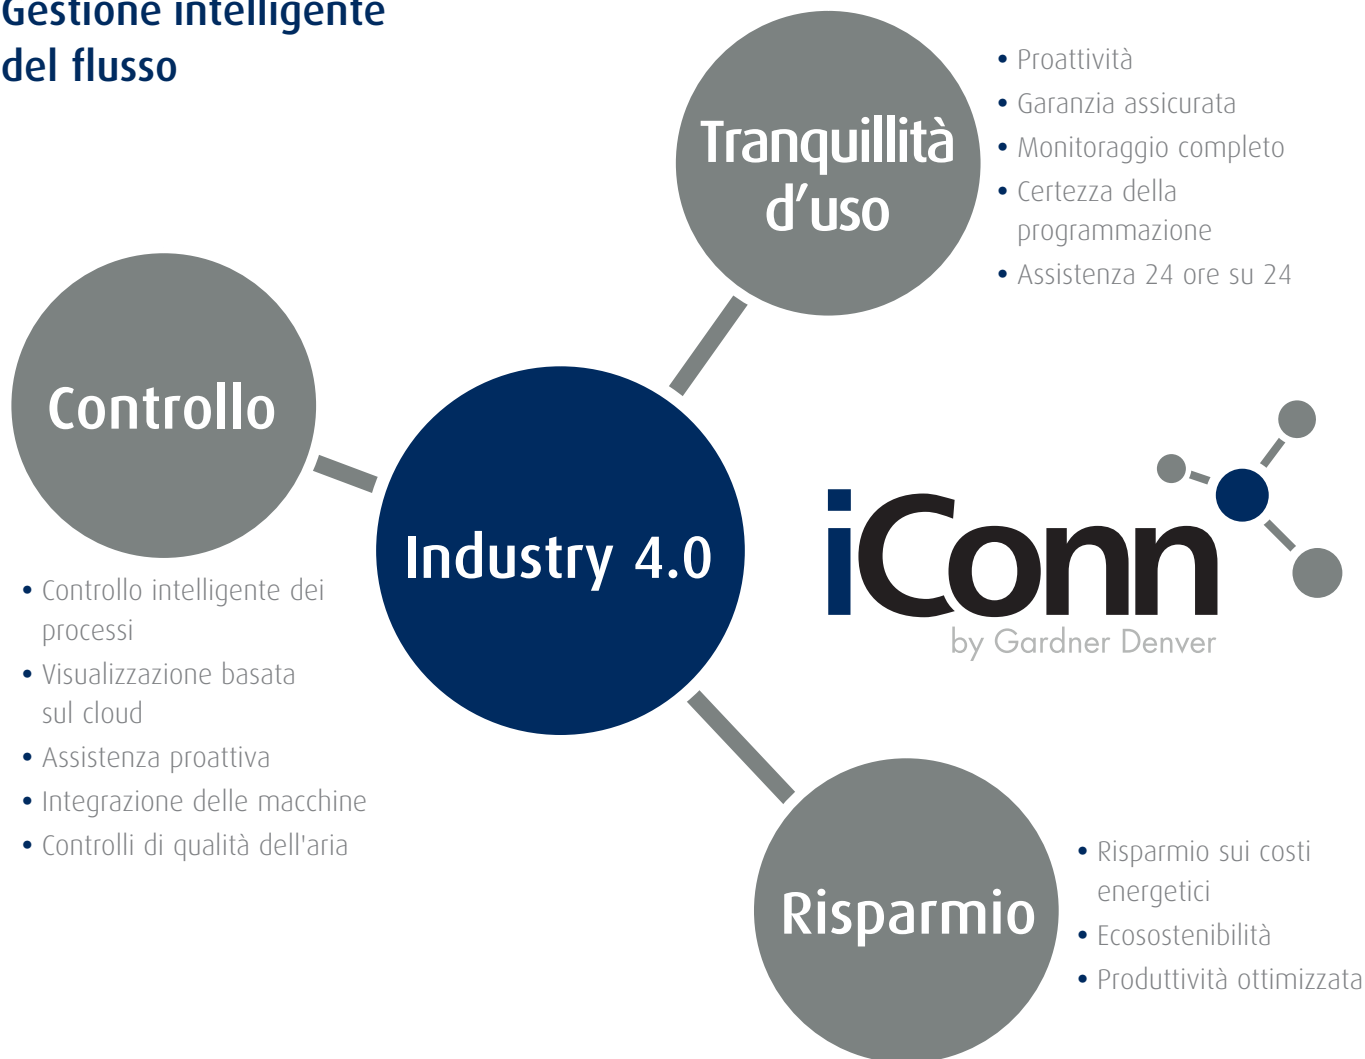 Gestione intelligente
del flusso
Tranquillità
d'uso
• Proattività
• Garanzia assicurata
• Monitoraggio completo
• Certezza della
programmazione
• Assistenza 24 ore su 24
Controllo
• Controllo intelligente dei
processi
• Visualizzazione basata
sul cloud
• Assistenza proattiva
• Integrazione delle macchine
• Controlli di qualità dell'aria
Industry 4.0
iConn
by Gardner Denver
Risparmio
• Risparmio sui costi
energetici
• Ecosostenibilità
• Produttività ottimizzata